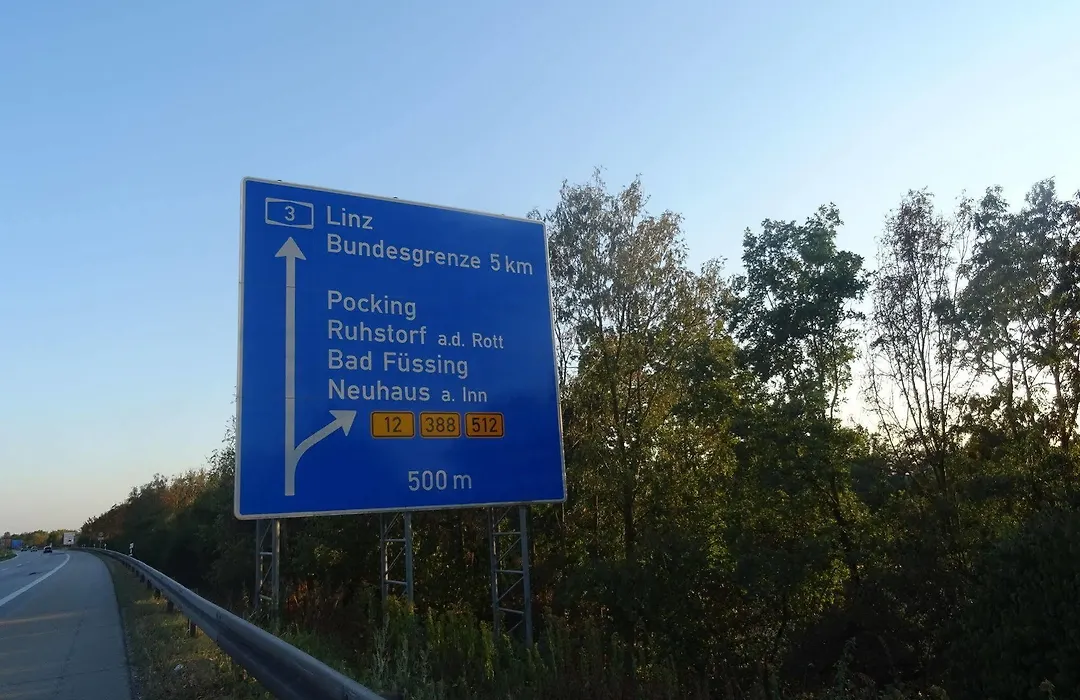 3 Linz
Bundesgrenze 5 km
Pocking
Ruhstorf a.d. Rott
Bad Füssing
Neuhaus a. Inn
12 388 512
500 m